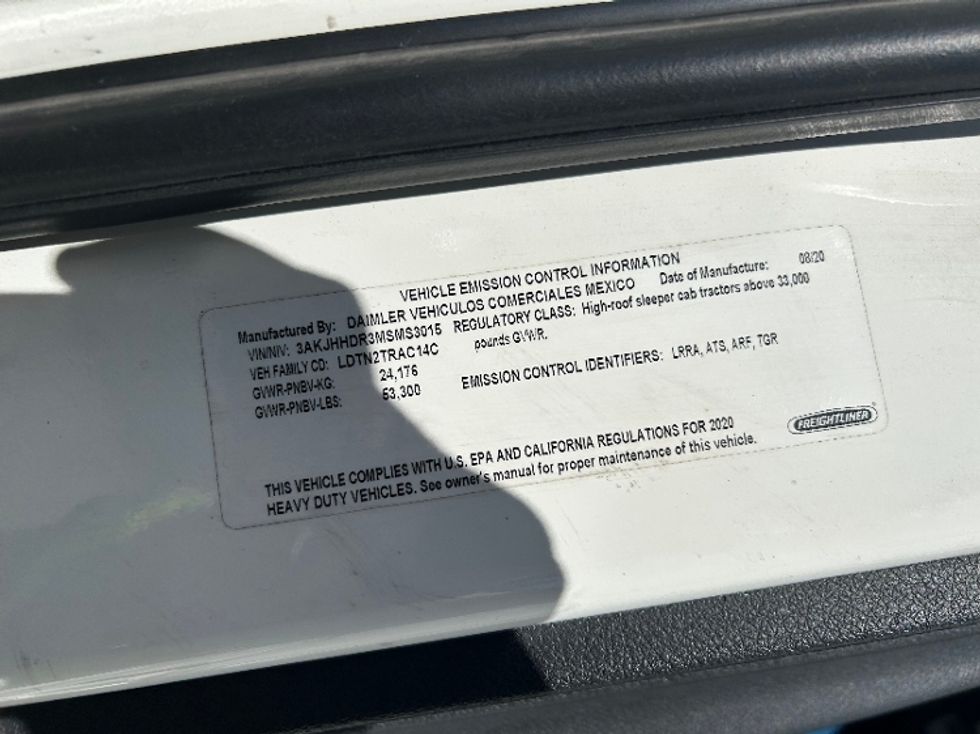 VEHICLE EMISSION CONTROL INFORMATION
Manufactured By: DAIMLER VEHICULOS COMERCIALES MEXICO Date of Manufacture: 08/20
VIN/NIV: 3AKJHHDR3MSMS3015 REGULATORY CLASS: High-roof sleeper cab tractors above 33,000
VEH FAMILY CD: LDTN2TRAC14C pounds GVWR.
GVWR-PNBV-KG: 24,176
GVWR-PNBV-LBS: 53,300 EMISSION CONTROL IDENTIFIERS: LRRA, ATS, ARF, TGR
THIS VEHICLE COMPLIES WITH U.S. EPA AND CALIFORNIA REGULATIONS FOR 2020
HEAVY DUTY VEHICLES. See owner's manual for proper maintenance of this vehicle.
FREIGHTLINER